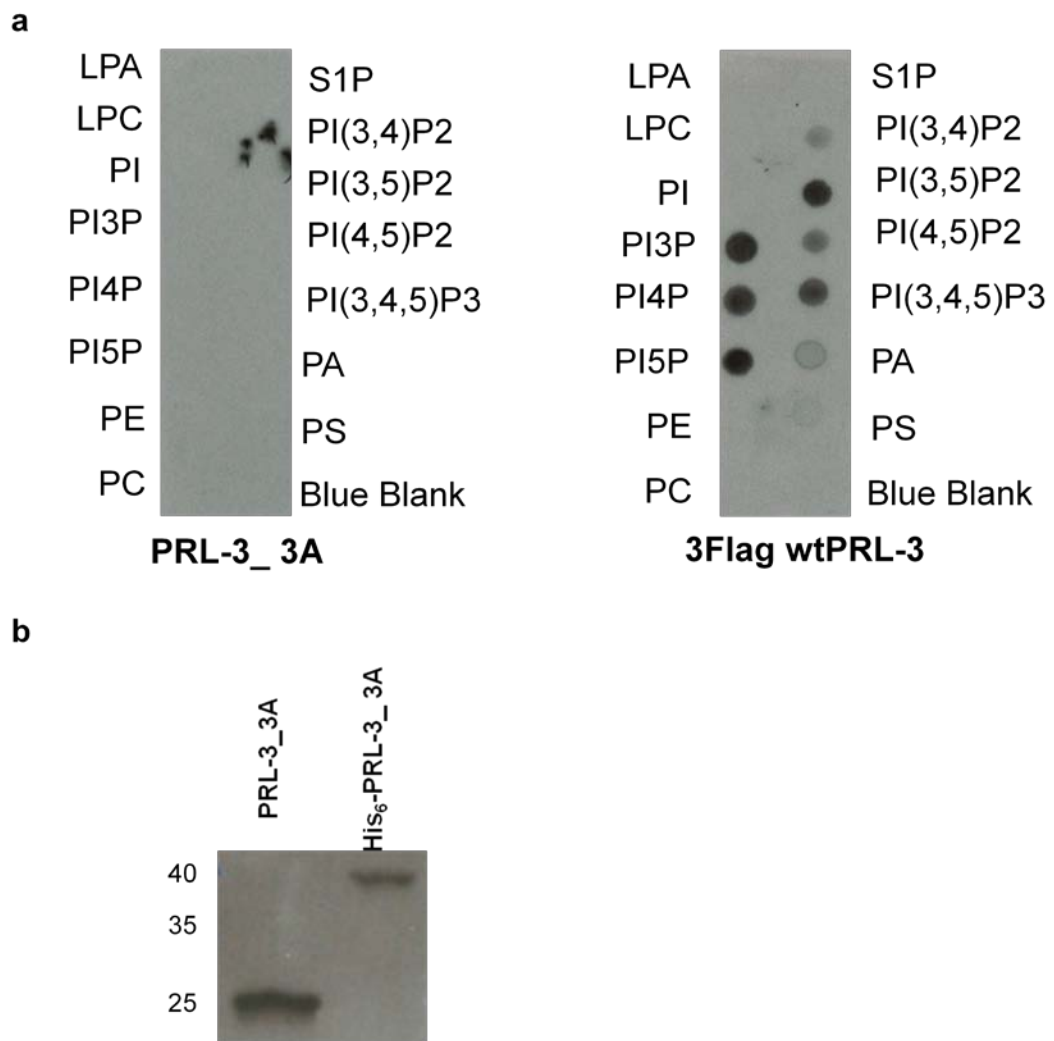 a
LPA
LPC
PI
PI3P
PI4P
PI5P
PE
PC
S1P
PI(3,4)P2
PI(3,5)P2
PI(4,5)P2
PI(3,4,5)P3
PA
PS
Blue Blank
PRL-3_ 3A
LPA
LPC
PI
PI3P
PI4P
PI5P
PE
PC
S1P
PI(3,4)P2
PI(3,5)P2
PI(4,5)P2
PI(3,4,5)P3
PA
PS
Blue Blank
3Flag wtPRL-3
b
PRL-3_3A
His₆-PRL-3_ 3A
40
35
25